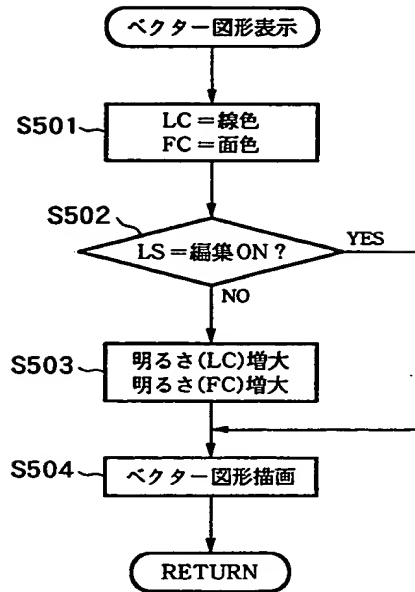 ベクター図形表示
S501
LC=線色
FC=面色
S502
LS=編集ON?
YES
NO
S503
明るさ(LC)増大
明るさ(FC)増大
S504
ベクター図形描画
RETURN